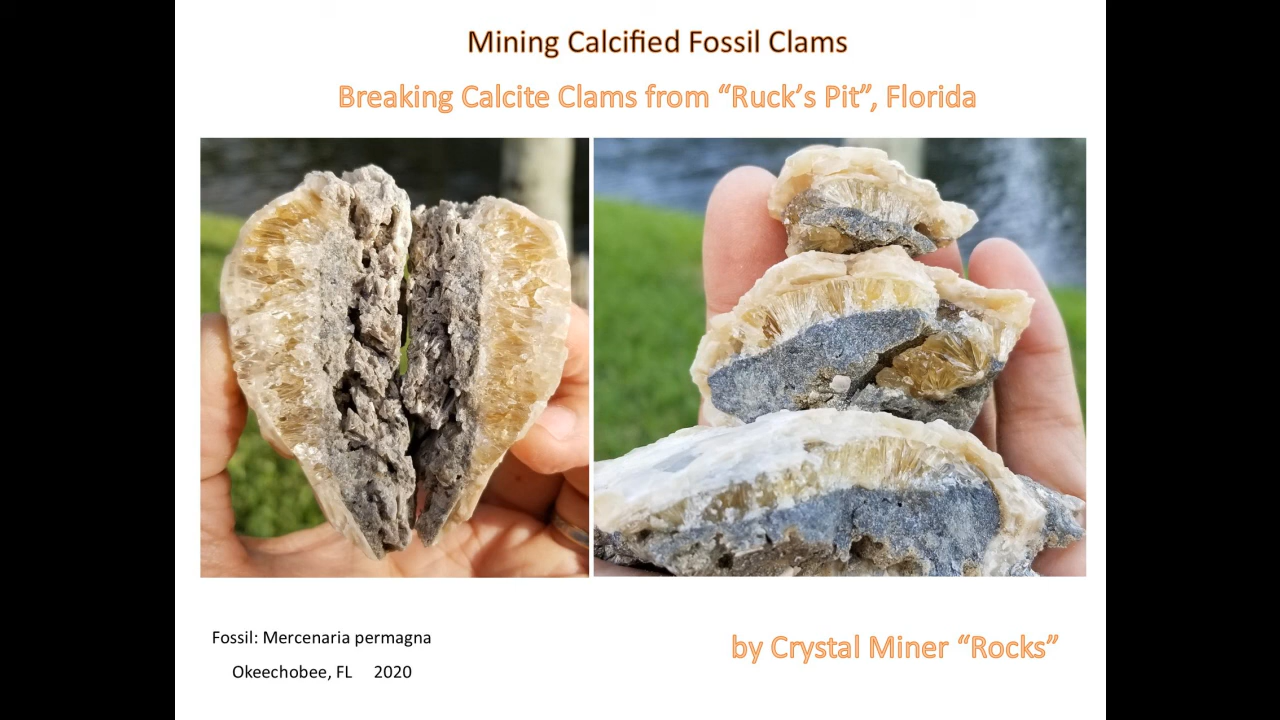 Mining Calcified Fossil Clams
Breaking Calcite Clams from “Ruck’s Pit”, Florida
Fossil: Mercenaria permagna
Okeechobee, FL 2020
by Crystal Miner “Rocks”